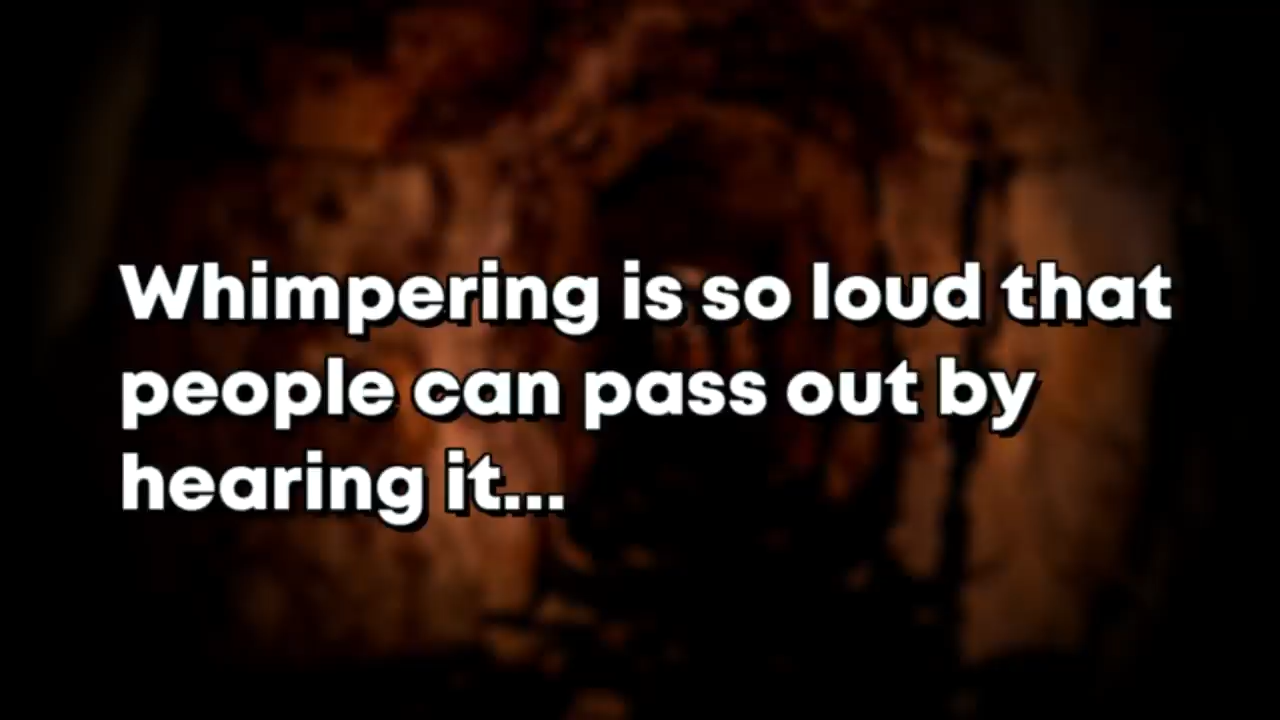 Whimpering is so loud that
people can pass out by
hearing it...